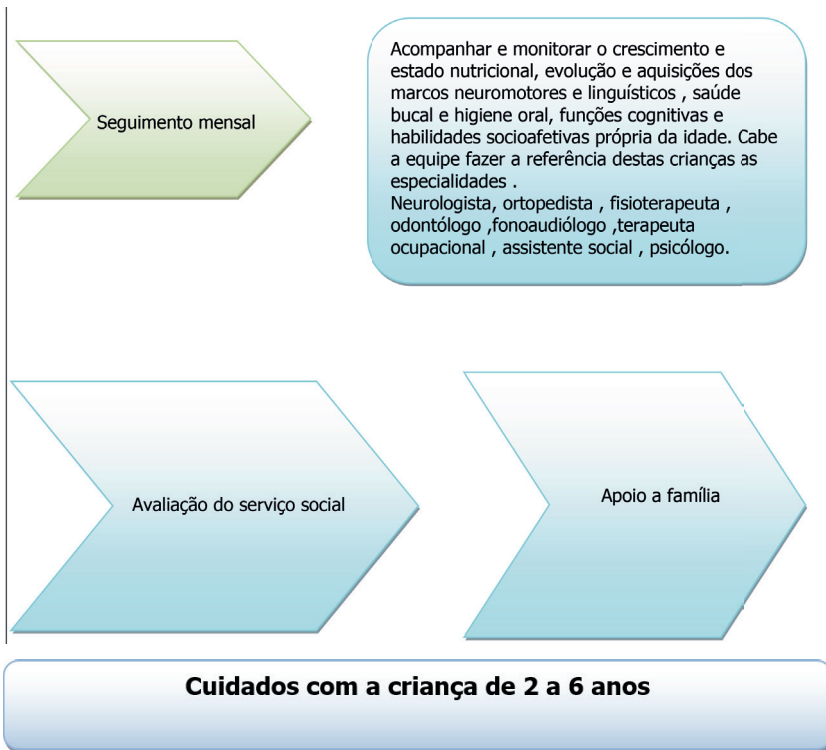 Seguimento mensal
Acompanhar e monitorar o crescimento e
estado nutricional, evolução e aquisições dos
marcos neuromotores e linguísticos , saúde
bucal e higiene oral, funções cognitivas e
habilidades socioafetivas própria da idade. Cabe
a equipe fazer a referência destas crianças as
especialidades .
Neurologista, ortopedista , fisioterapeuta ,
odontólogo ,fonoaudiólogo ,terapeuta
ocupacional , assistente social , psicólogo.
Avaliação do serviço social
Apoio a família
Cuidados com a criança de 2 a 6 anos